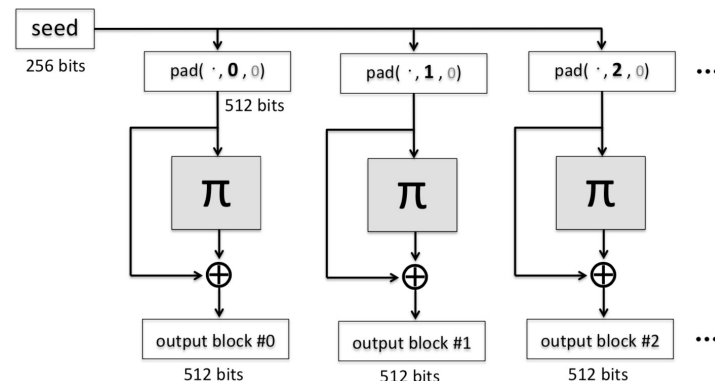 seed
256 bits
pad( · , 0 , 0)
pad( · , 1 , 0)
pad( · , 2 , 0)
...
512 bits
π
π
π
⊕
⊕
⊕
output block #0
output block #1
output block #2
...
512 bits
512 bits
512 bits